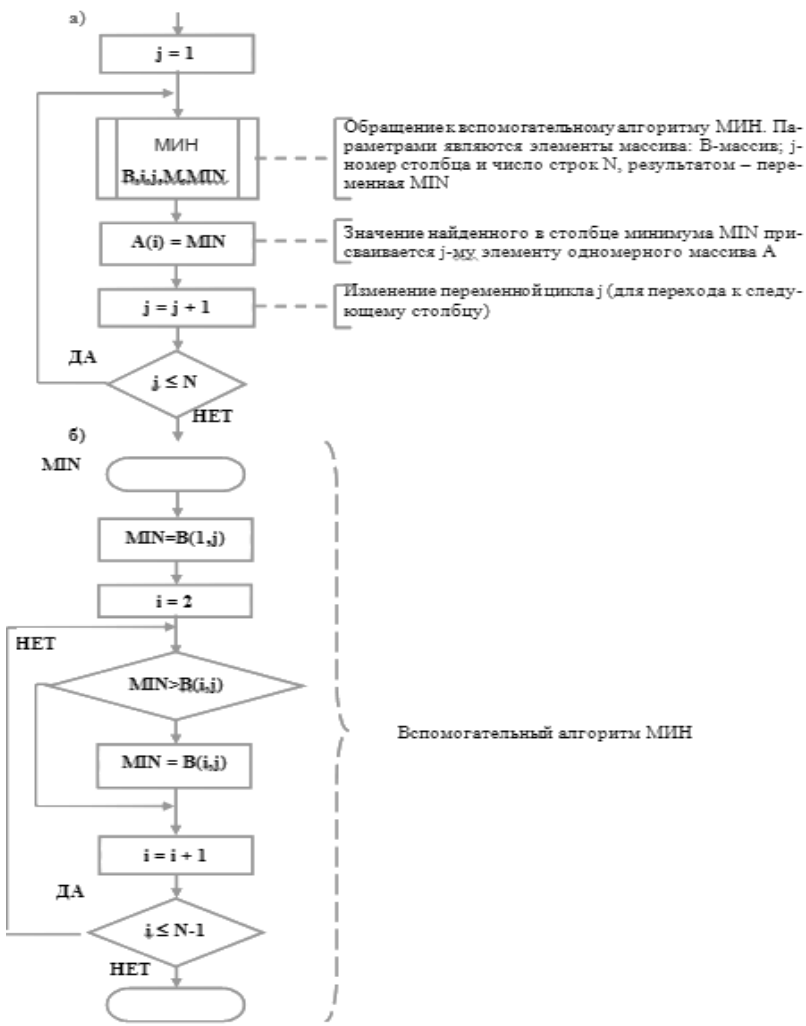 а)
j = 1
МИН
B,i,j,M,MIN
Обращение к вспомогательному алгоритму МИН. Па-
раметрами являются элементы массива: В-массив; j-
номер столбца и число строк N, результатом – пере-
менная MIN
A(i) = MIN
Значение найденного в столбце минимума MIN при-
сваивается j-му элементу одномерного массива А
j = j + 1
Изменение переменной цикла j (для перехода к следу-
ющему столбцу)
ДА
j ≤ N
НЕТ
б)
MIN
MIN=B(1,j)
i = 2
НЕТ
MIN>B(i,j)
MIN = B(i,j)
Вспомогательный алгоритм МИН
i = i + 1
ДА
j ≤ N-1
НЕТ